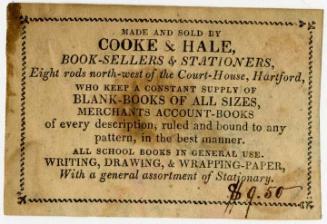 MADE AND SOLD BY
COOKE & HALE,
BOOK-SELLERS & STATIONERS,
Eight rods north-west of the Court-House, Hartford,
WHO KEEP A CONSTANT SUPPLY OF
BLANK-BOOKS OF ALL SIZES,
MERCHANTS ACCOUNT-BOOKS
of every description, ruled and bound to any
pattern, in the best manner.
ALL SCHOOL BOOKS IN GENERAL USE.
WRITING, DRAWING, & WRAPPING-PAPER,
With a general assortment of Stationary.
$9.50